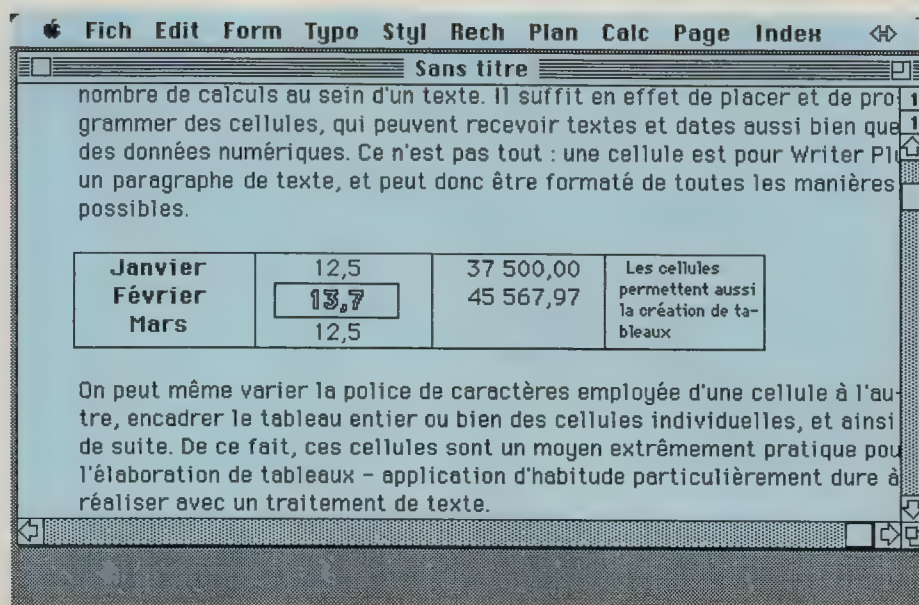 Fich Edit Form Typo Styl Rech Plan Calc Page Index
Sans titre
nombre de calculs au sein d'un texte. Il suffit en effet de placer et de pro
grammer des cellules, qui peuvent recevoir textes et dates aussi bien que
des données numériques. Ce n'est pas tout : une cellule est pour Writer Plu
un paragraphe de texte, et peut donc être formaté de toutes les manières
possibles.
Janvier 12,5 37 500,00 Les cellules
Février 13,7 45 567,97 permettent aussi
Mars 12,5 la création de ta-
bleaux
On peut même varier la police de caractères employée d'une cellule à l'au-
tre, encadrer le tableau entier ou bien des cellules individuelles, et ainsi
de suite. De ce fait, ces cellules sont un moyen extrêmement pratique pou
l'élaboration de tableaux – application d'habitude particulièrement dure à
réaliser avec un traitement de texte.